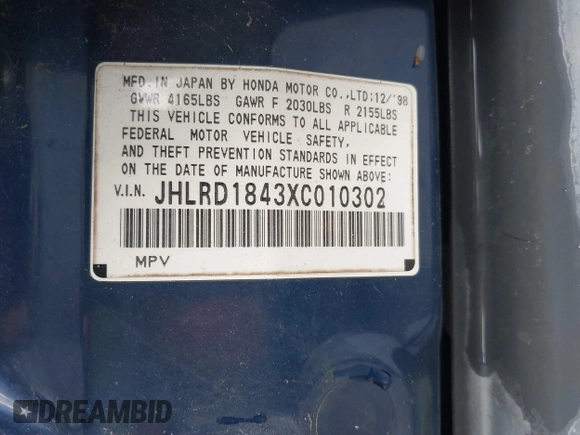 MFD.IN JAPAN BY HONDA MOTOR CO.,LTD;12/'98
GVWR 4165LBS GAWR F 2030LBS R 2155LBS
THIS VEHICLE CONFORMS TO ALL APPLICABLE
FEDERAL MOTOR VEHICLE SAFETY,
AND THEFT PREVENTION STANDARDS IN EFFECT
ON THE DATE OF MANUFACTURE SHOWN ABOVE:
V.I.N. JHLRD1843XC010302
MPV
DREAMBID